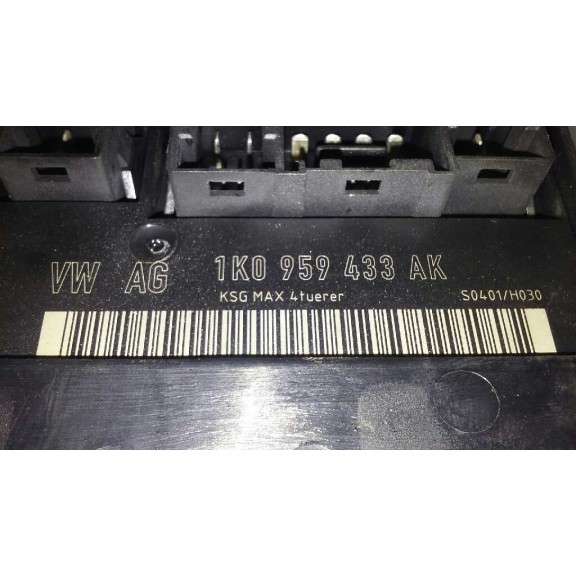 VW AG 1K0 959 433 AK
KSG MAX 4tuerer S0401/H030